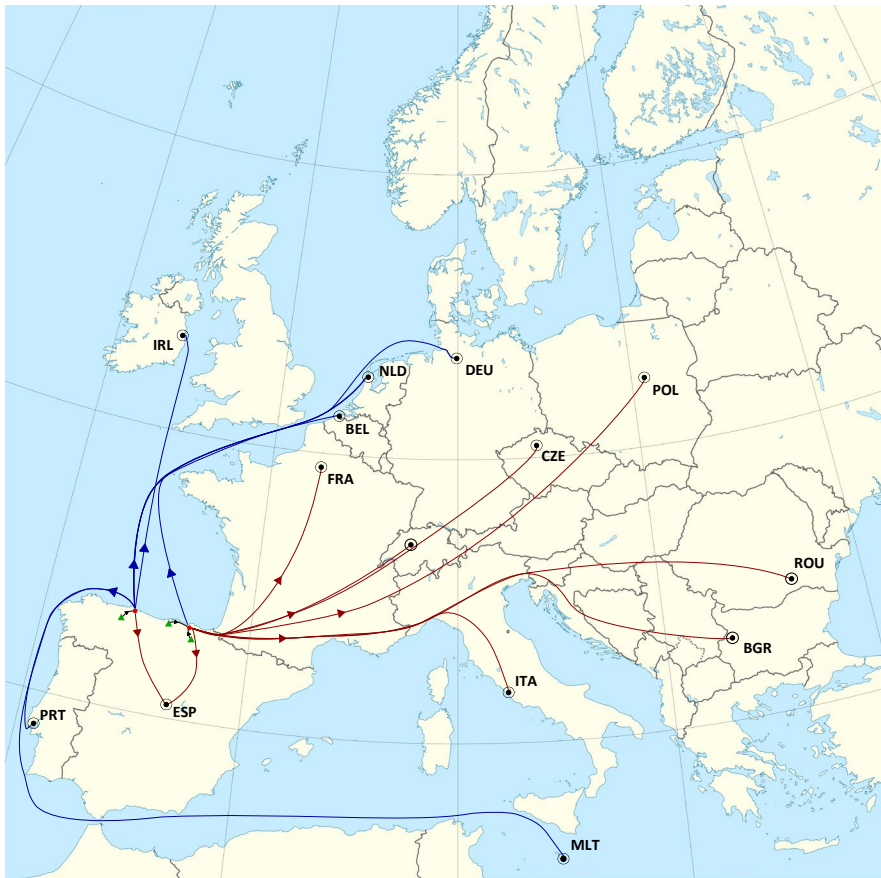 IRL
NLD
DEU
POL
BEL
CZE
FRA
ROU
BGR
ITA
ESP
PRT
MLT